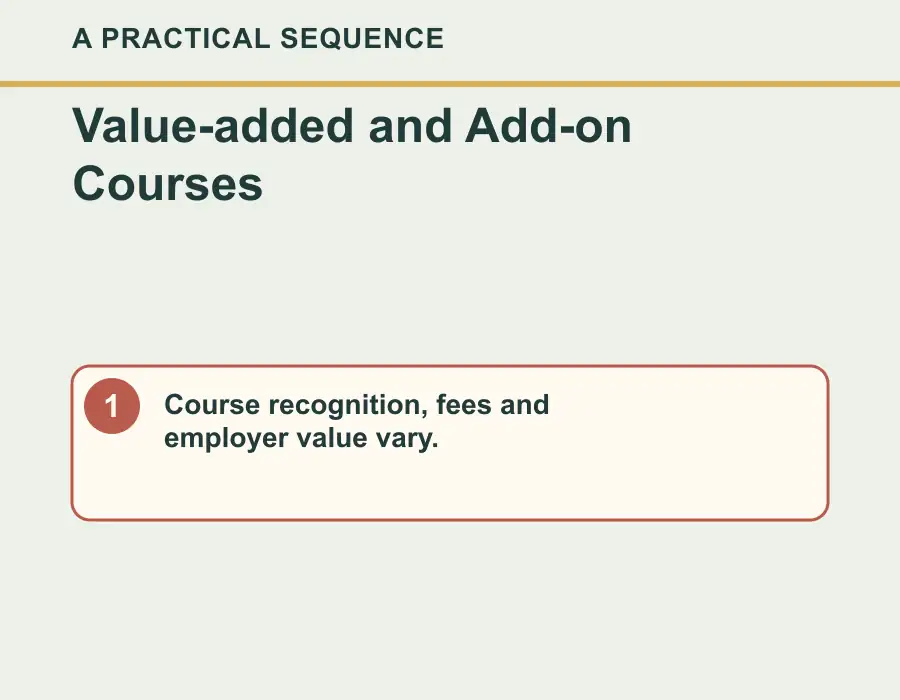 A PRACTICAL SEQUENCE
Value-added and Add-on
Courses
1
Course recognition, fees and
employer value vary.